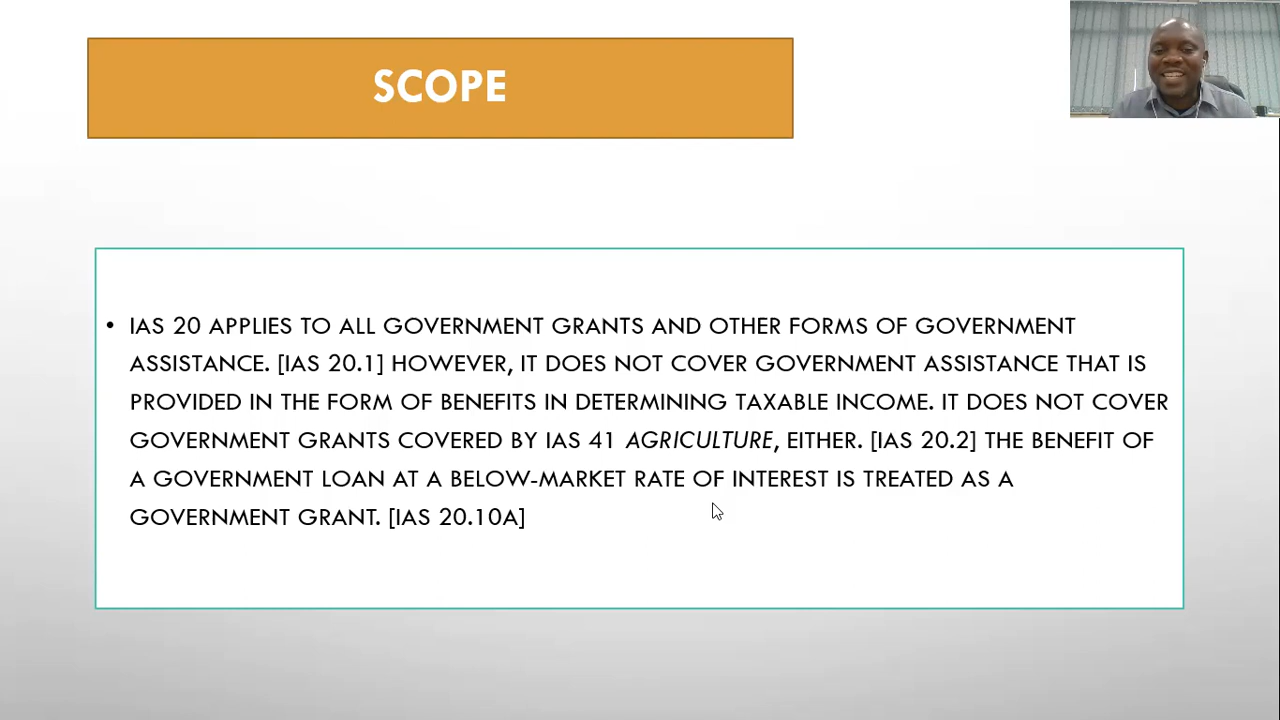 SCOPE
• IAS 20 APPLIES TO ALL GOVERNMENT GRANTS AND OTHER FORMS OF GOVERNMENT
ASSISTANCE. [IAS 20.1] HOWEVER, IT DOES NOT COVER GOVERNMENT ASSISTANCE THAT IS
PROVIDED IN THE FORM OF BENEFITS IN DETERMINING TAXABLE INCOME. IT DOES NOT COVER
GOVERNMENT GRANTS COVERED BY IAS 41 AGRICULTURE, EITHER. [IAS 20.2] THE BENEFIT OF
A GOVERNMENT LOAN AT A BELOW-MARKET RATE OF INTEREST IS TREATED AS A
GOVERNMENT GRANT. [IAS 20.10A]